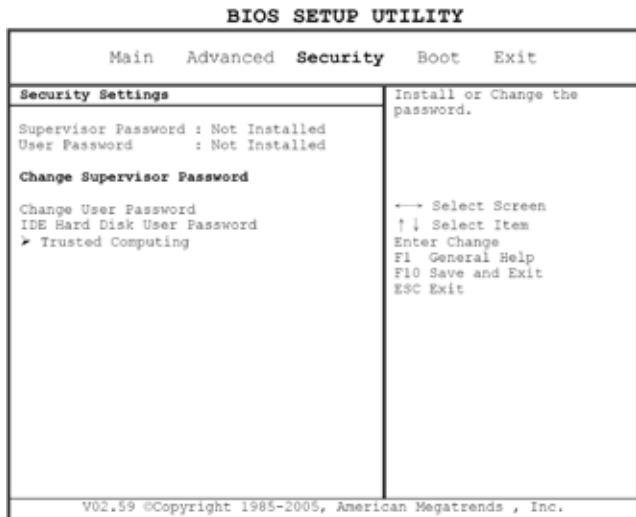 BIOS SETUP UTILITY
Main Advanced Security Boot Exit
Security Settings
Supervisor Password : Not Installed
User Password : Not Installed
Change Supervisor Password
Change User Password
IDE Hard Disk User Password
➤ Trusted Computing
Install or Change the
password.
←→ Select Screen
↑↓ Select Item
Enter Change
F1 General Help
F10 Save and Exit
ESC Exit
V02.59 ©Copyright 1985-2005, American Megatrends , Inc.